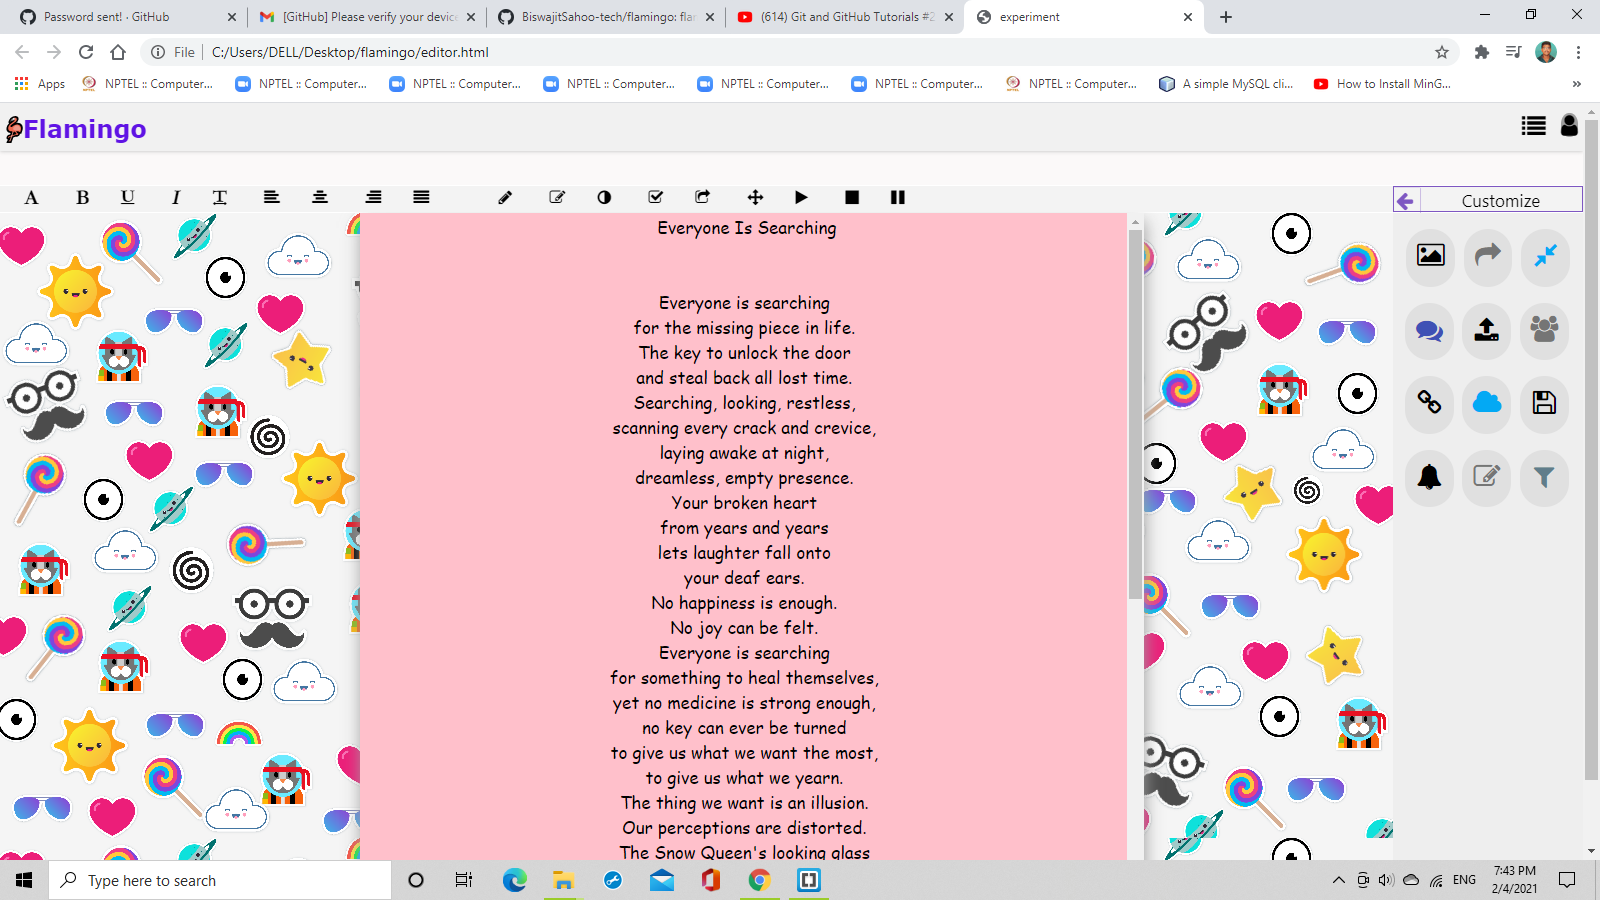 Password sent! · GitHub
[GitHub] Please verify your device
BiswajitSahoo-tech/flamingo: flam
(614) Git and GitHub Tutorials #2
experiment
File
C:/Users/DELL/Desktop/flamingo/editor.html
Apps
NPTEL :: Computer...
NPTEL :: Computer...
NPTEL :: Computer...
NPTEL :: Computer...
NPTEL :: Computer...
NPTEL :: Computer...
NPTEL :: Computer...
A simple MySQL cli...
How to Install MinG...
»
Flamingo
A B U I T
Customize
Everyone Is Searching
Everyone is searching
for the missing piece in life.
The key to unlock the door
and steal back all lost time.
Searching, looking, restless,
scanning every crack and crevice,
laying awake at night,
dreamless, empty presence.
Your broken heart
from years and years
lets laughter fall onto
your deaf ears.
No happiness is enough.
No joy can be felt.
Everyone is searching
for something to heal themselves,
yet no medicine is strong enough,
no key can ever be turned
to give us what we want the most,
to give us what we yearn.
The thing we want is an illusion.
Our perceptions are distorted.
The Snow Queen's looking glass
Type here to search
ENG
7:43 PM
2/4/2021